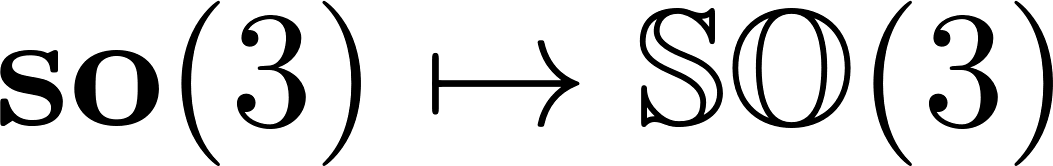 𝐬𝐨(3) ↦ 𝕊𝕆(3)